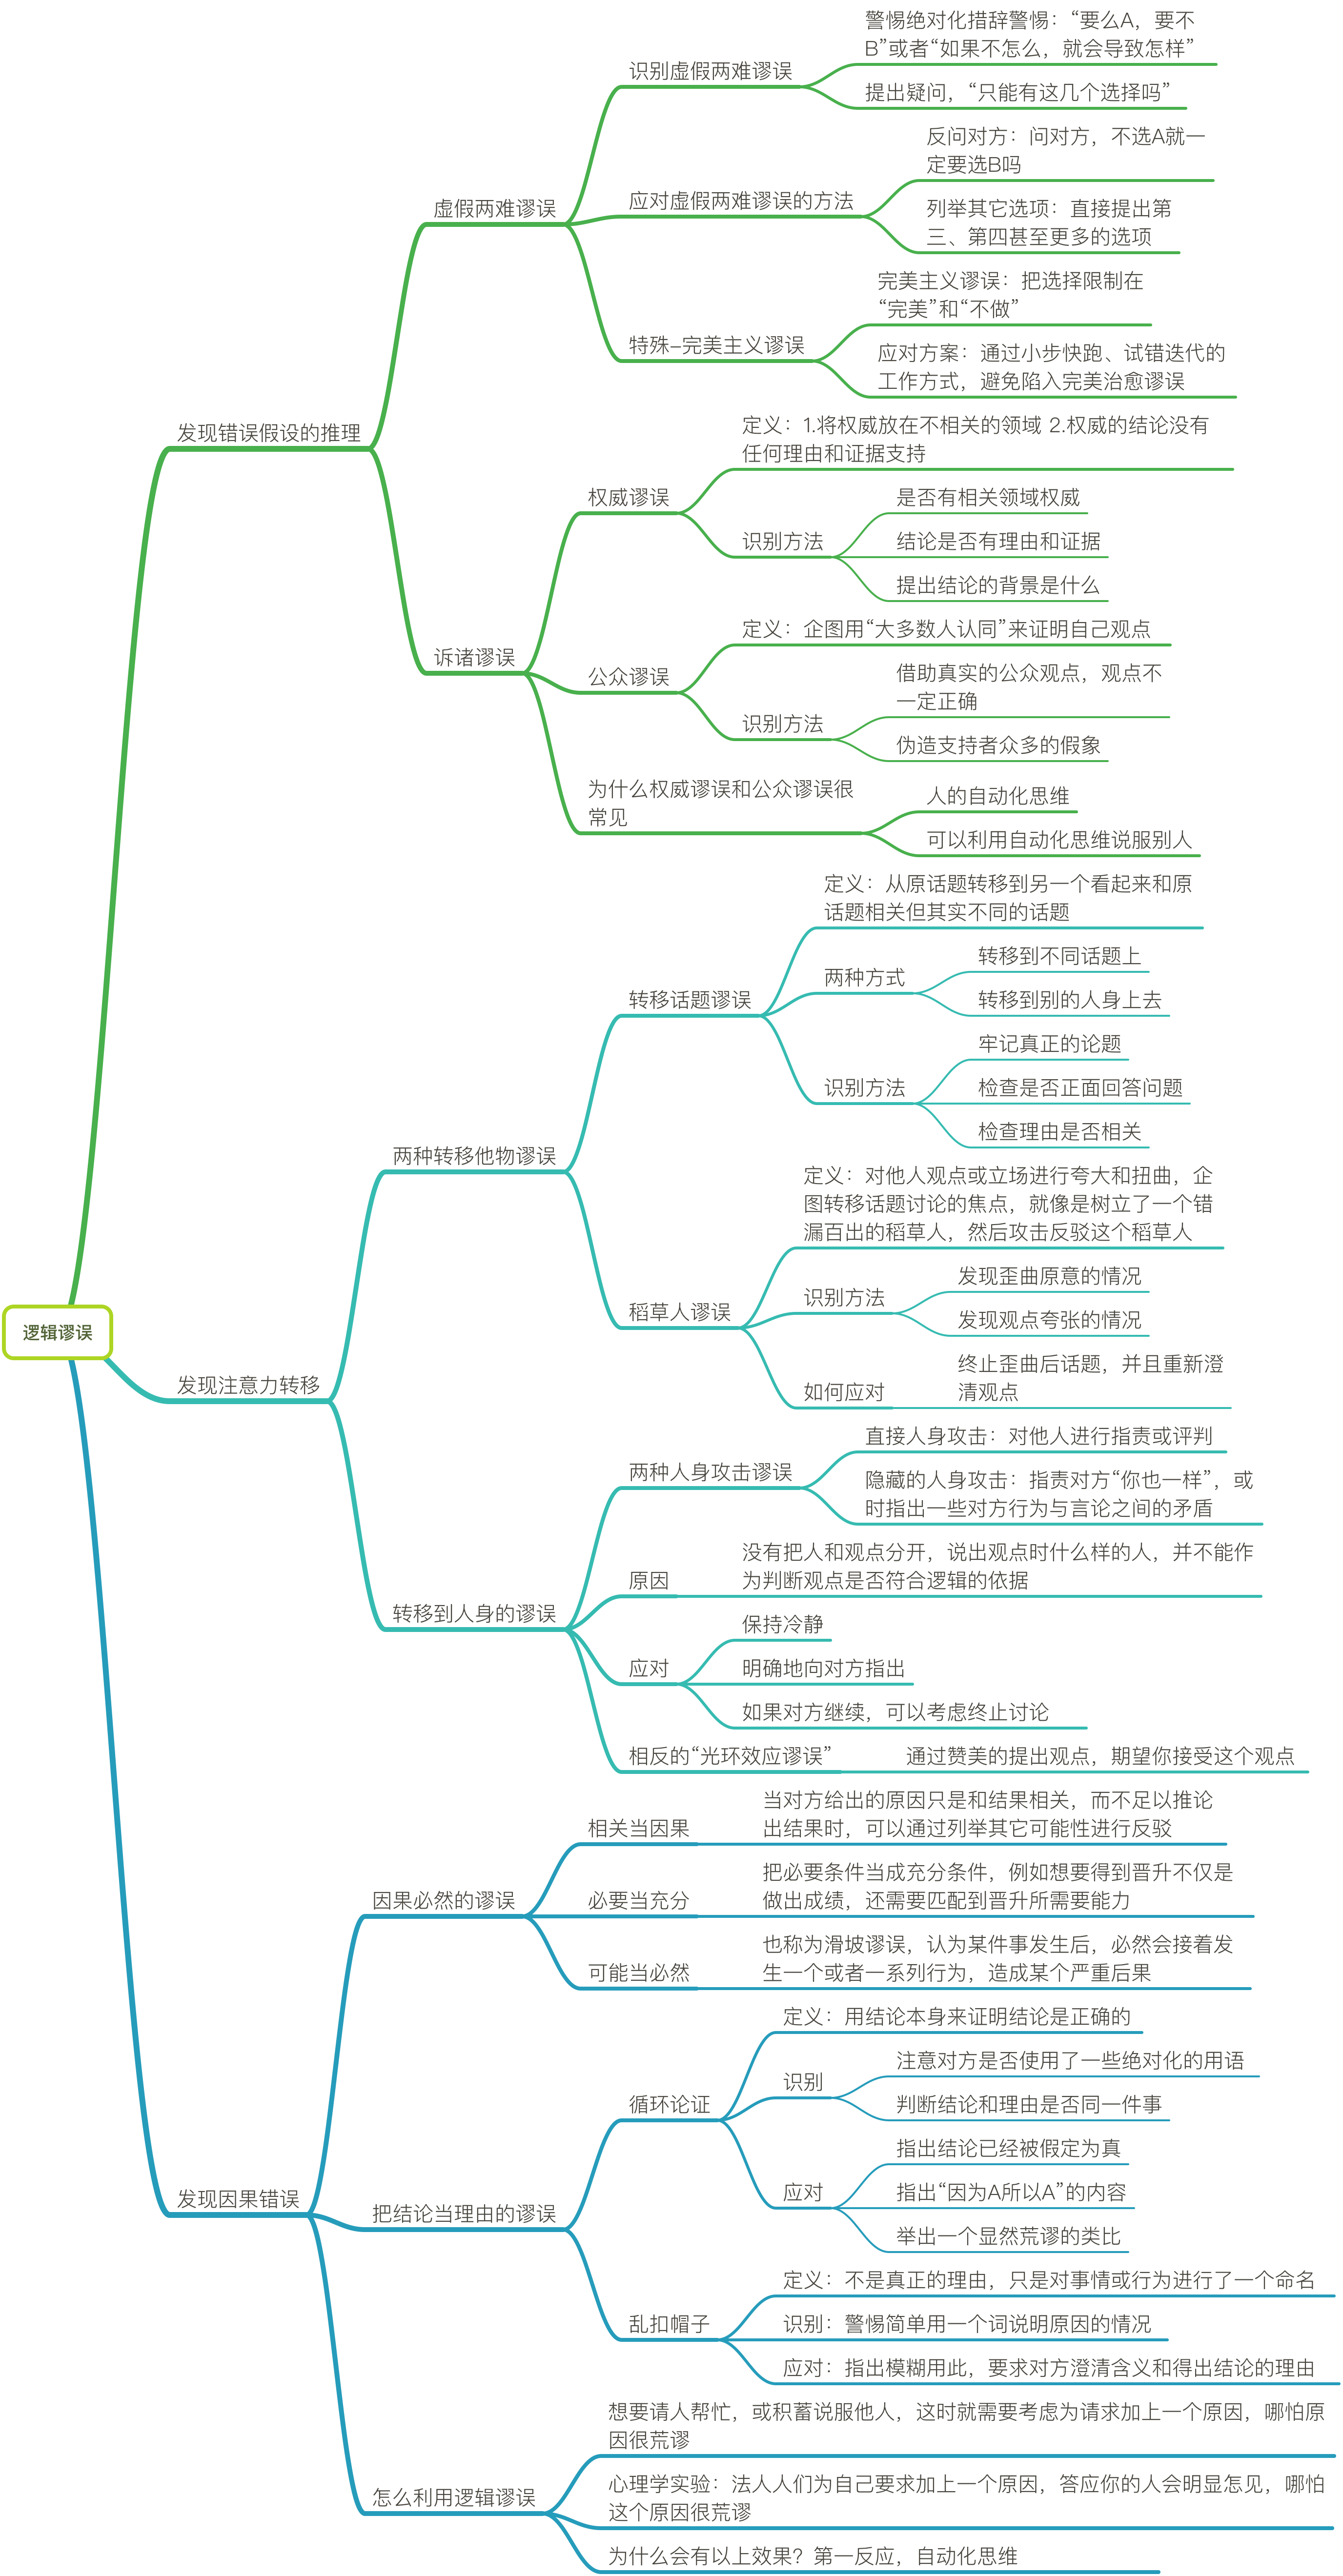 逻辑谬误
发现错误假设的推理
虚假两难谬误
识别虚假两难谬误
警惕绝对化措辞警惕：“要么A，要不
B”或者“如果不怎么，就会导致怎样”
提出疑问，“只能有这几个选择吗”
应对虚假两难谬误的方法
反问对方：问对方，不选A就一
定要选B吗
列举其它选项：直接提出第
三、第四甚至更多的选项
特殊–完美主义谬误
完美主义谬误：把选择限制在
“完美”和“不做”
应对方案：通过小步快跑、试错迭代的
工作方式，避免陷入完美治愈谬误
诉诸谬误
权威谬误
定义：1.将权威放在不相关的领域 2.权威的结论没有
任何理由和证据支持
识别方法
是否有相关领域权威
结论是否有理由和证据
提出结论的背景是什么
公众谬误
定义：企图用“大多数人认同”来证明自己观点
识别方法
借助真实的公众观点，观点不
一定正确
伪造支持者众多的假象
为什么权威谬误和公众谬误很
常见
人的自动化思维
可以利用自动化思维说服别人
发现注意力转移
两种转移他物谬误
转移话题谬误
定义：从原话题转移到另一个看起来和原
话题相关但其实不同的话题
两种方式
转移到不同话题上
转移到别的人身上去
识别方法
牢记真正的论题
检查是否正面回答问题
检查理由是否相关
稻草人谬误
定义：对他人观点或立场进行夸大和扭曲，企
图转移话题讨论的焦点，就像是树立了一个错
漏百出的稻草人，然后攻击反驳这个稻草人
识别方法
发现歪曲原意的情况
发现观点夸张的情况
如何应对
终止歪曲后话题，并且重新澄
清观点
转移到人身的谬误
两种人身攻击谬误
直接人身攻击：对他人进行指责或评判
隐藏的人身攻击：指责对方“你也一样”，或
时指出一些对方行为与言论之间的矛盾
原因
没有把人和观点分开，说出观点时什么样的人，并不能作
为判断观点是否符合逻辑的依据
应对
保持冷静
明确地向对方指出
如果对方继续，可以考虑终止讨论
相反的“光环效应谬误”
通过赞美的提出观点，期望你接受这个观点
发现因果错误
因果必然的谬误
相关当因果
当对方给出的原因只是和结果相关，而不足以推论
出结果时，可以通过列举其它可能性进行反驳
必要当充分
把必要条件当成充分条件，例如想要得到晋升不仅是
做出成绩，还需要匹配到晋升所需要能力
可能当必然
也称为滑坡谬误，认为某件事发生后，必然会接着发
生一个或者一系列行为，造成某个严重后果
把结论当理由的谬误
循环论证
定义：用结论本身来证明结论是正确的
识别
注意对方是否使用了一些绝对化的用语
判断结论和理由是否同一件事
应对
指出结论已经被假定为真
指出“因为A所以A”的内容
举出一个显然荒谬的类比
乱扣帽子
定义：不是真正的理由，只是对事情或行为进行了一个命名
识别：警惕简单用一个词说明原因的情况
应对：指出模糊用此，要求对方澄清含义和得出结论的理由
怎么利用逻辑谬误
想要请人帮忙，或积蓄说服他人，这时就需要考虑为请求加上一个原因，哪怕原
因很荒谬
心理学实验：法人人们为自己要求加上一个原因，答应你的人会明显怎见，哪怕
这个原因很荒谬
为什么会有以上效果？第一反应，自动化思维